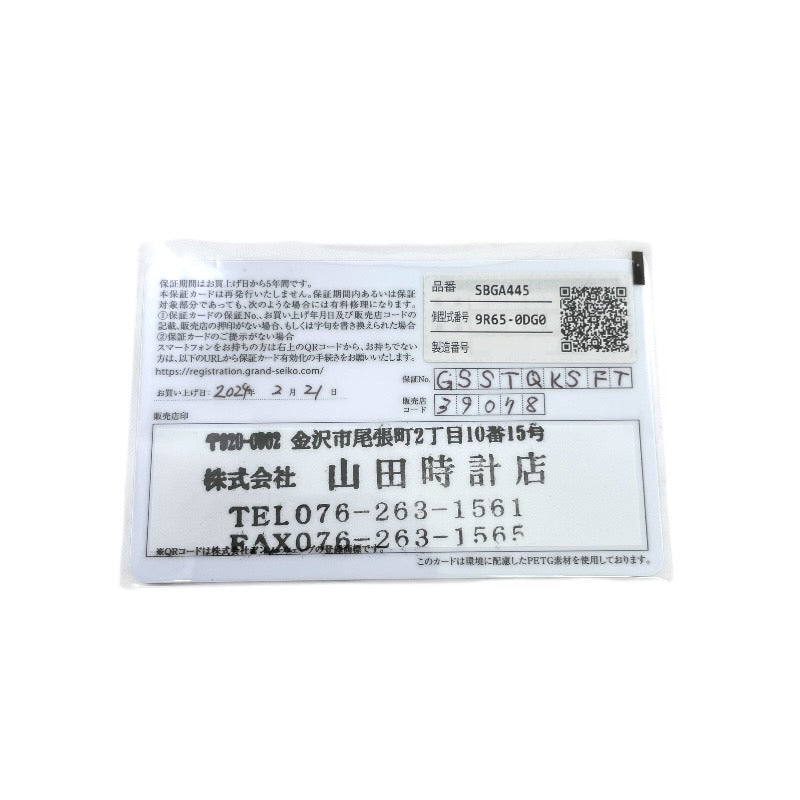 保証期間はお買上げ日から5年間です。
本保証カードは再発行いたしません。保証期間内あるいは保証
対象部分であっても、次のような場合には有料修理になります。
①保証カードの保証No.、お買い上げ年月日及び販売店コードの
記載、販売店の押印がない場合、もしくは字句を書き換えられた場合
②保証カードのご提示がない場合
スマートフォンをお持ちの方は右上のQRコードから、お持ちでない
方は、以下のURLから保証カード有効化の手続きをお願いいたします。
https://registration.grand-seiko.com/
お買い上げ日: 2024年 2月 21日
品番 SBGA445
側型式番号 9R65-0DG0
製造番号
保証No. GSSTQKSFT
販売店
コード 39078
販売店印
〒920-0902 金沢市尾張町2丁目10番15号
株式会社 山田時計店
TEL076-263-1561
FAX076-263-1565
※QRコードは株式会社デンソーウェーブの登録商標です。
このカードは環境に配慮したPETG素材を使用しております。